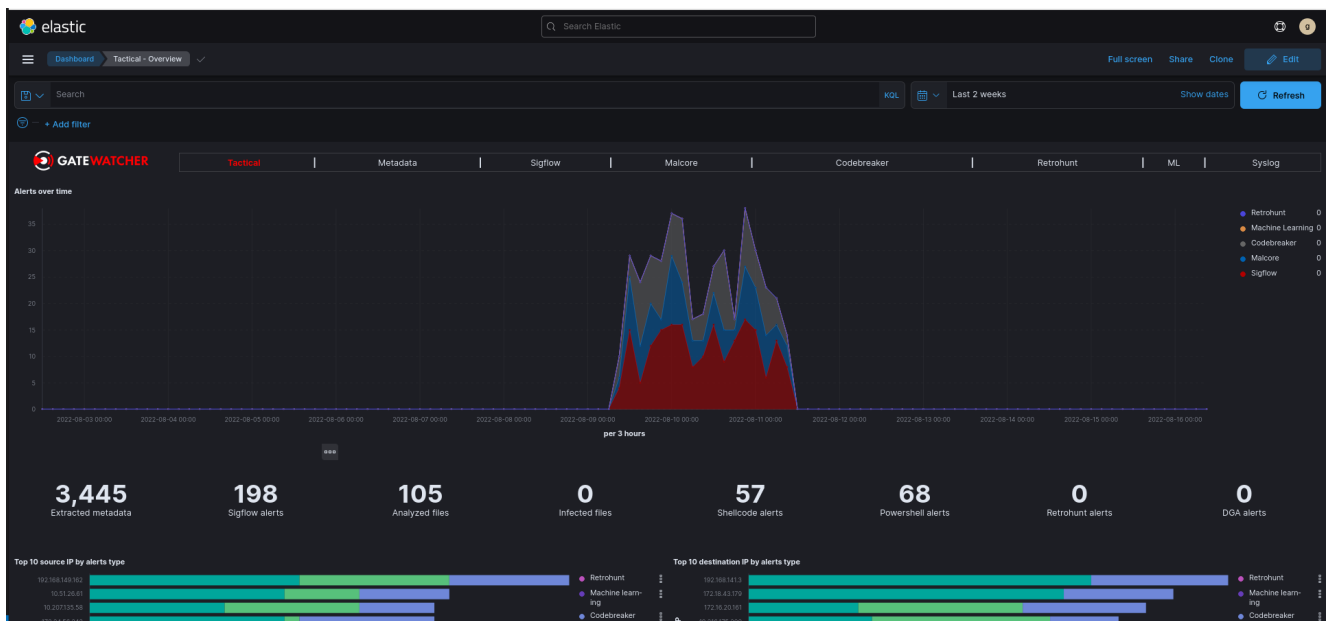 elastic
Search Elastic
g
Dashboard
Tactical - Overview
Full screen
Share
Clone
Edit
Search
KQL
Last 2 weeks
Show dates
Refresh
+ Add filter
GATEWATCHER
Tactical
Metadata
Sigflow
Malcore
Codebreaker
Retrohunt
ML
Syslog
Alerts over time
35
30
25
20
15
10
5
0
2022-08-03 00:00
2022-08-04 00:00
2022-08-05 00:00
2022-08-06 00:00
2022-08-07 00:00
2022-08-08 00:00
2022-08-09 00:00
2022-08-10 00:00
2022-08-11 00:00
2022-08-12 00:00
2022-08-13 00:00
2022-08-14 00:00
2022-08-15 00:00
2022-08-16 00:00
per 3 hours
Retrohunt 0
Machine Learning 0
Codebreaker 0
Malcore 0
Sigflow 0
3,445
Extracted metadata
198
Sigflow alerts
105
Analyzed files
0
Infected files
57
Shellcode alerts
68
Powershell alerts
0
Retrohunt alerts
0
DGA alerts
Top 10 source IP by alerts type
192.168.149.162
10.51.26.61
10.207.135.58
Retrohunt
Machine learn-
ing
Codebreaker
Top 10 destination IP by alerts type
192.168.141.3
172.18.43.179
172.16.20.161
Retrohunt
Machine learn-
ing
Codebreaker